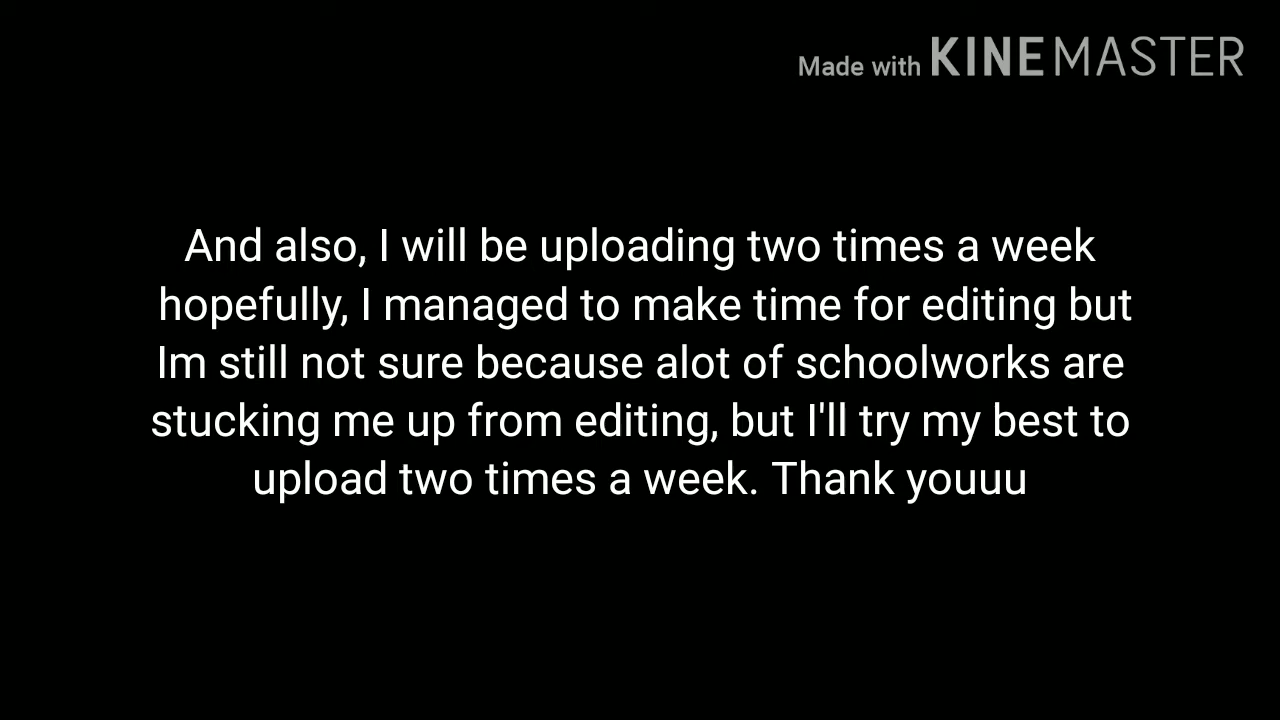 Made with KINEMASTER
And also, I will be uploading two times a week
hopefully, I managed to make time for editing but
Im still not sure because alot of schoolworks are
stucking me up from editing, but I'll try my best to
upload two times a week. Thank youuu